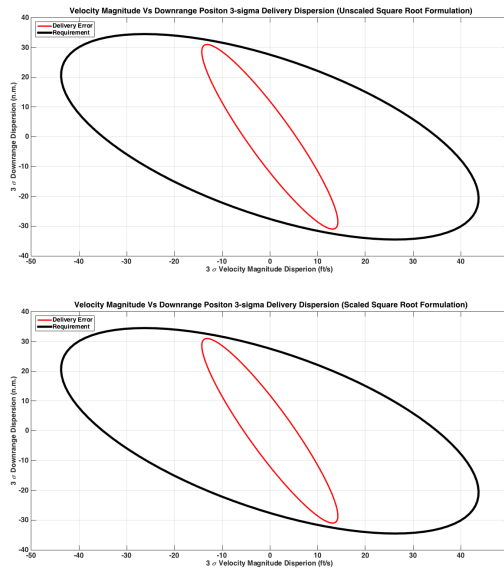 Velocity Magnitude Vs Downrange Positon 3-sigma Delivery Dispersion (Unscaled Square Root Formulation)
Delivery Error
Requirement
40
30
20
10
0
-10
-20
-30
-40
3 σ Downrange Dispersion (n.m.)
-50 -40 -30 -20 -10 0 10 20 30 40
3 σ Velocity Magnitude Disperion (ft/s)
Velocity Magnitude Vs Downrange Positon 3-sigma Delivery Dispersion (Scaled Square Root Formulation)
Delivery Error
Requirement
40
30
20
10
0
-10
-20
-30
-40
3 σ Downrange Dispersion (n.m.)
-50 -40 -30 -20 -10 0 10 20 30 40
3 σ Velocity Magnitude Disperion (ft/s)